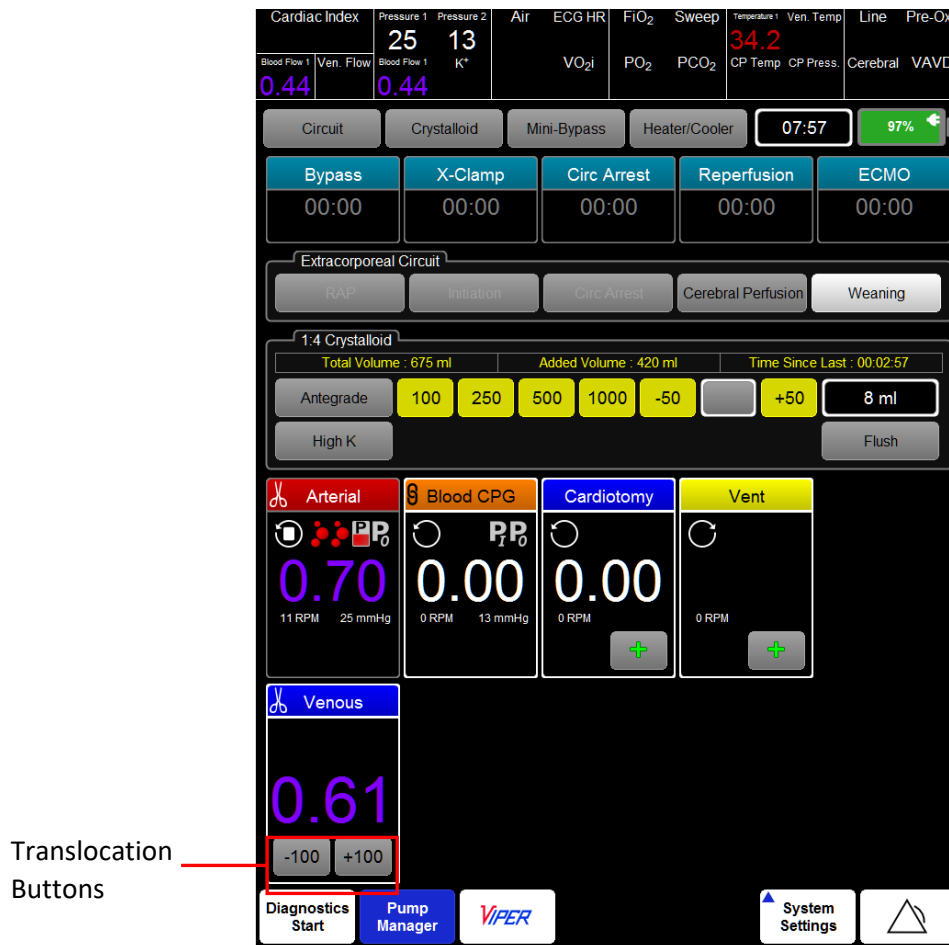 Cardiac Index Pressure 1 Pressure 2 Air ECG HR FiO2 Sweep Temperature 1 Ven. Temp Line Pre-Ox
25 13 34.2
Blood Flow 1 Ven. Flow Blood Flow 1 K+ VO2i PO2 PCO2 CP Temp CP Press. Cerebral VAVD
0.44 0.44
Circuit Crystalloid Mini-Bypass Heater/Cooler 07:57 97%
Bypass X-Clamp Circ Arrest Reperfusion ECMO
00:00 00:00 00:00 00:00 00:00
Extracorporeal Circuit
RAP Initiation Circ Arrest Cerebral Perfusion Weaning
1:4 Crystalloid
Total Volume : 675 ml Added Volume : 420 ml Time Since Last : 00:02:57
Antegrade 100 250 500 1000 -50 +50 8 ml
High K Flush
Arterial Blood CPG Cardiotomy Vent
P PO PI PO
0.70 0.00 0.00
11 RPM 25 mmHg 0 RPM 13 mmHg 0 RPM 0 RPM
Venous
0.61
Translocation
Buttons
-100 +100
Diagnostics Start Pump Manager VIPER System Settings